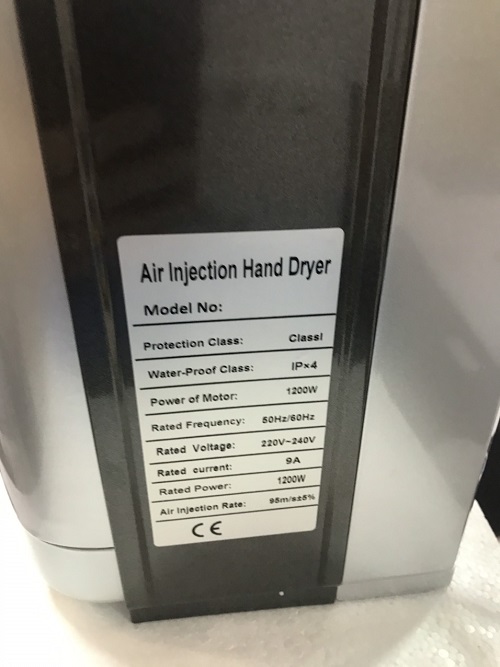 Air Injection Hand Dryer
Model No:
Protection Class: ClassI
Water-Proof Class: IP×4
Power of Motor: 1200W
Rated Frequency: 50Hz/60Hz
Rated Voltage: 220V~240V
Rated current: 9A
Rated Power: 1200W
Air Injection Rate: 95m/s±5%
CE